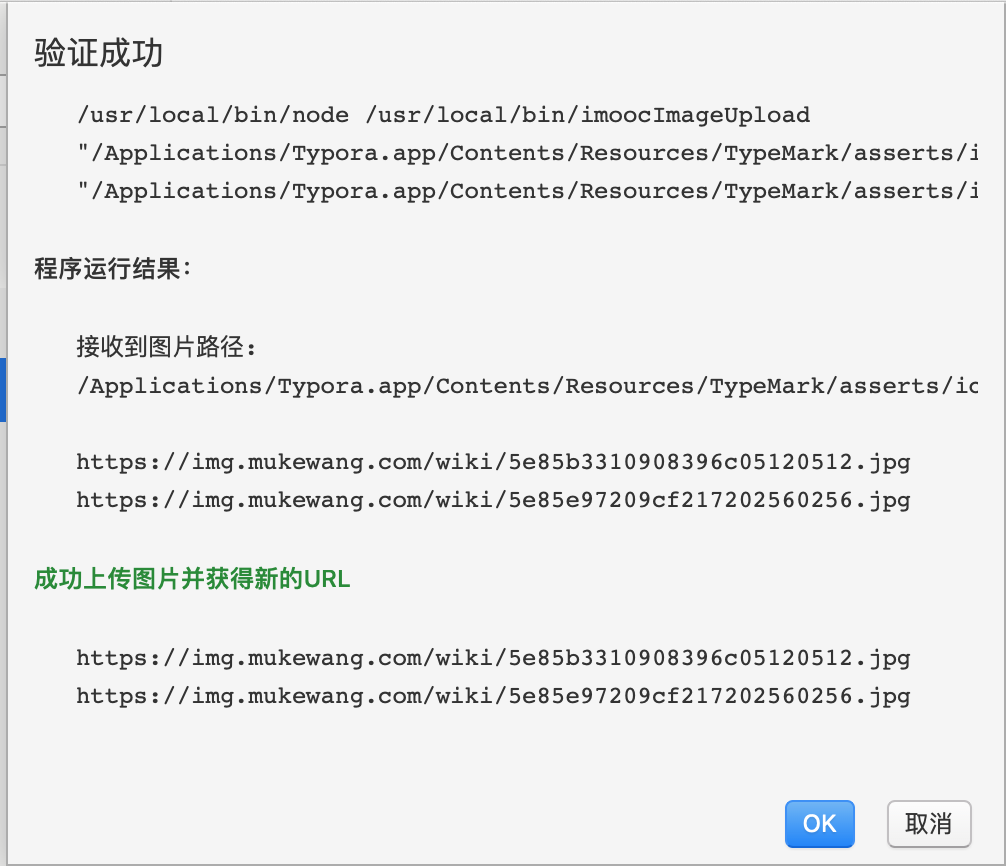 验证成功
/usr/local/bin/node /usr/local/bin/imoocImageUpload
"/Applications/Typora.app/Contents/Resources/TypeMark/asserts/i
"/Applications/Typora.app/Contents/Resources/TypeMark/asserts/i
程序运行结果:
接收到图片路径:
/Applications/Typora.app/Contents/Resources/TypeMark/asserts/ic
https://img.mukewang.com/wiki/5e85b3310908396c05120512.jpg
https://img.mukewang.com/wiki/5e85e97209cf217202560256.jpg
成功上传图片并获得新的URL
https://img.mukewang.com/wiki/5e85b3310908396c05120512.jpg
https://img.mukewang.com/wiki/5e85e97209cf217202560256.jpg
OK 取消